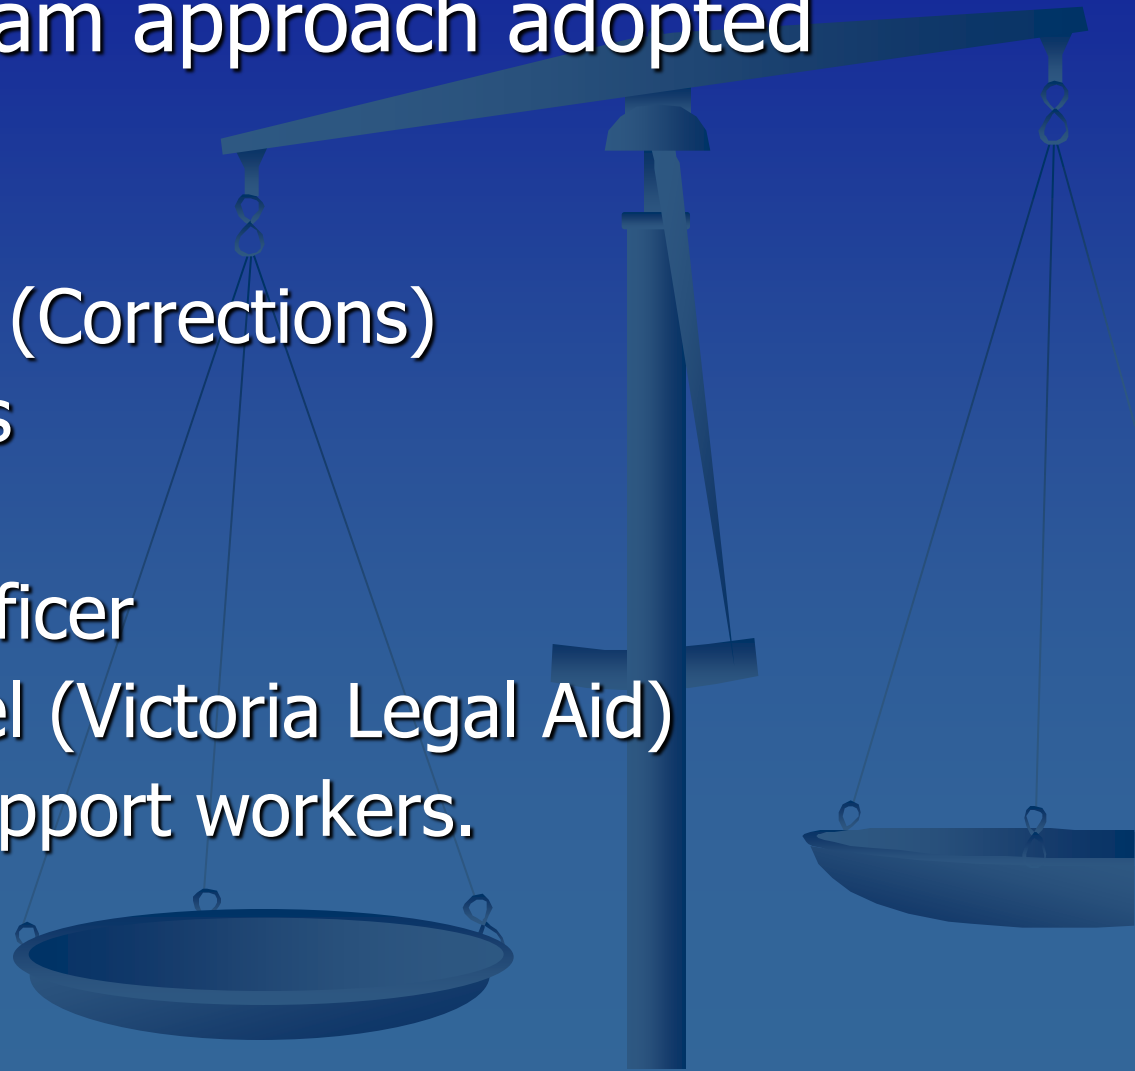 am approach adopted
(Corrections)
s
ficer
el (Victoria Legal Aid)
pport workers.